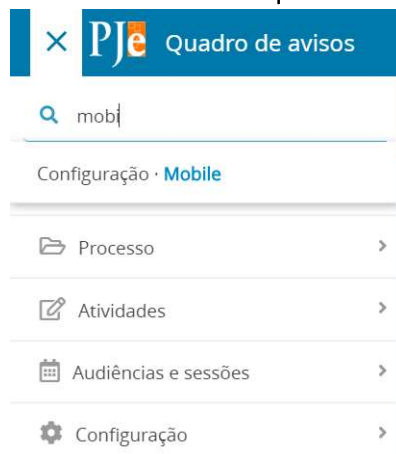 PJe Quadro de avisos
mobi
Configuração · Mobile
Processo
Atividades
Audiências e sessões
Configuração